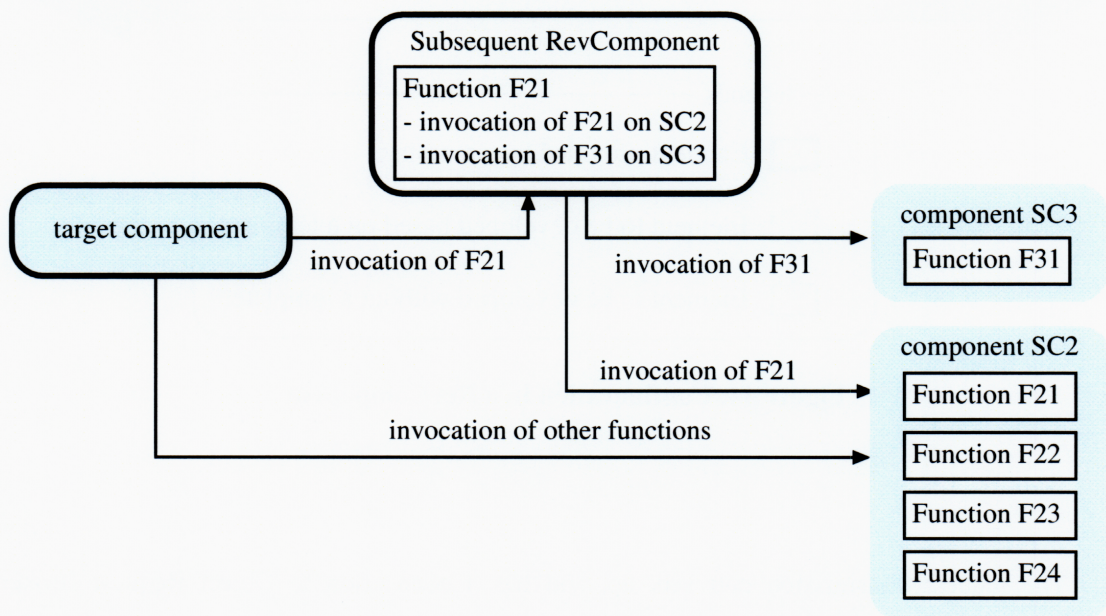 Subsequent RevComponent
Function F21
- invocation of F21 on SC2
- invocation of F31 on SC3
target component
invocation of F21
invocation of F31
component SC3
Function F31
component SC2
invocation of F21
Function F21
invocation of other functions
Function F22
Function F23
Function F24